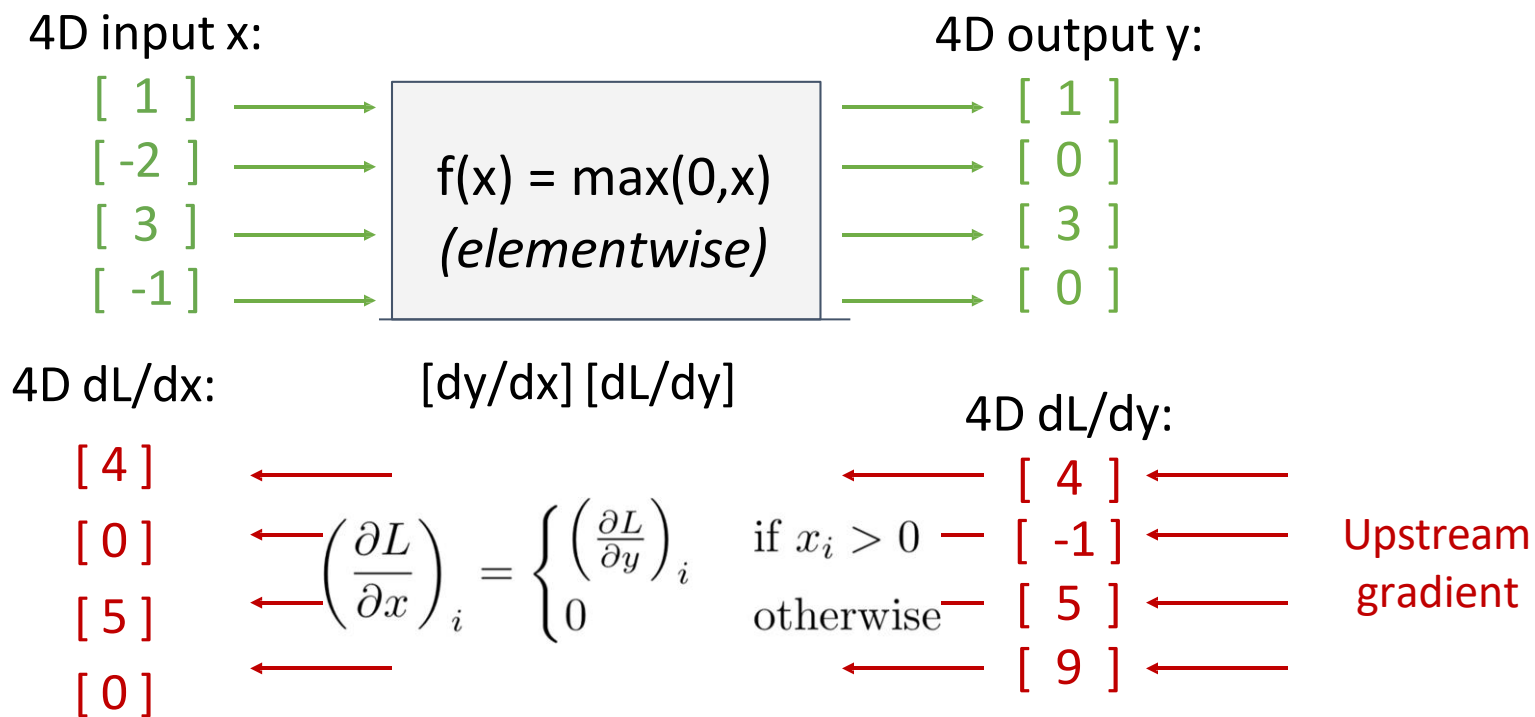 4D input x:
[ 1 ]
[ -2 ]
[ 3 ]
[ -1 ]
f(x) = max(0,x)
(elementwise)
4D output y:
[ 1 ]
[ 0 ]
[ 3 ]
[ 0 ]
4D dL/dx:
[ 4 ]
[ 0 ]
[ 5 ]
[ 0 ]
[dy/dx] [dL/dy]
(∂L/∂x)_i = { (∂L/∂y)_i if x_i > 0
0 otherwise
4D dL/dy:
[ 4 ]
[ -1 ]
[ 5 ]
[ 9 ]
Upstream
gradient